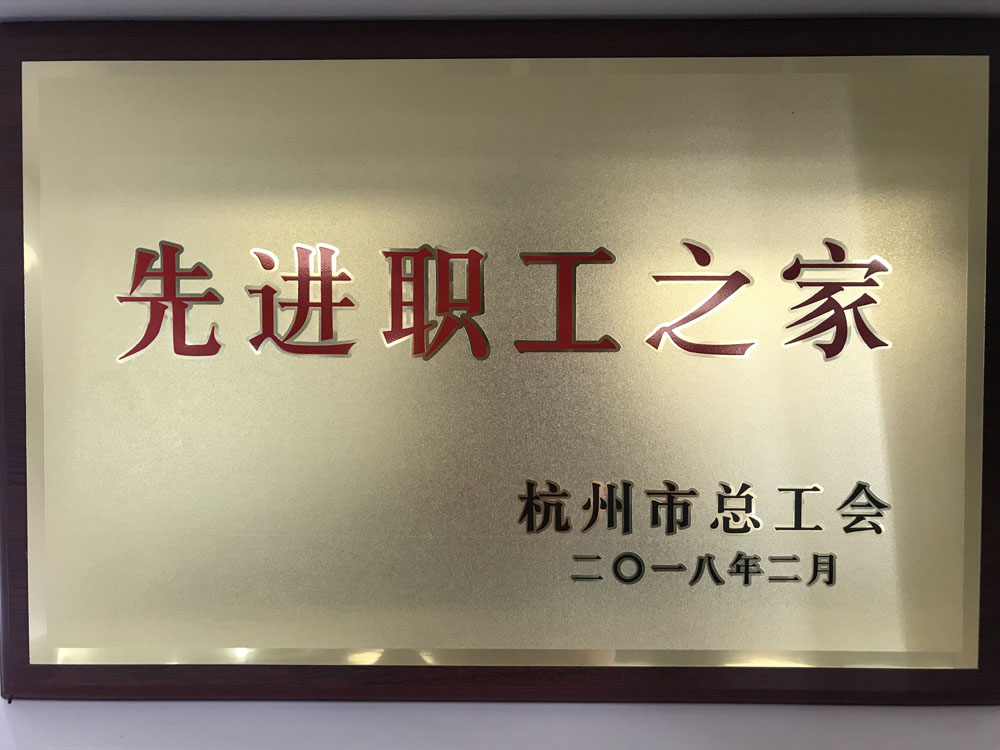 先进职工之家
杭州市总工会
二〇一八年二月